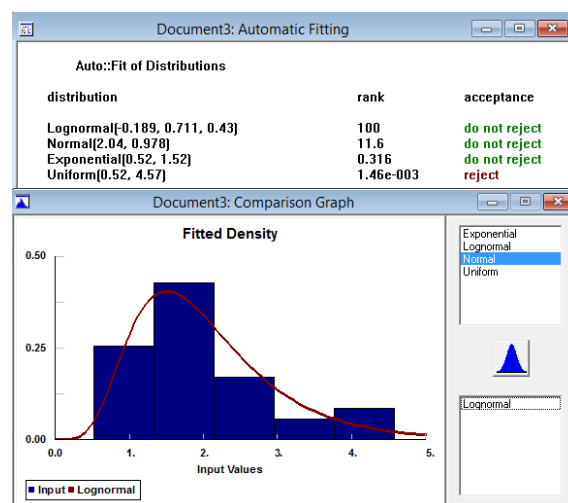 Document3: Automatic Fitting
Auto::Fit of Distributions
distribution rank acceptance
Lognormal(-0.189, 0.711, 0.43) 100 do not reject
Normal(2.04, 0.978) 11.6 do not reject
Exponential(0.52, 1.52) 0.316 do not reject
Uniform(0.52, 4.57) 1.46e-003 reject
Document3: Comparison Graph
Fitted Density
0.50
0.25
0.00
0.0 1. 2. 3. 4. 5.
Input Values
Input Lognormal
Exponential
Lognormal
Normal
Uniform
Lognormal